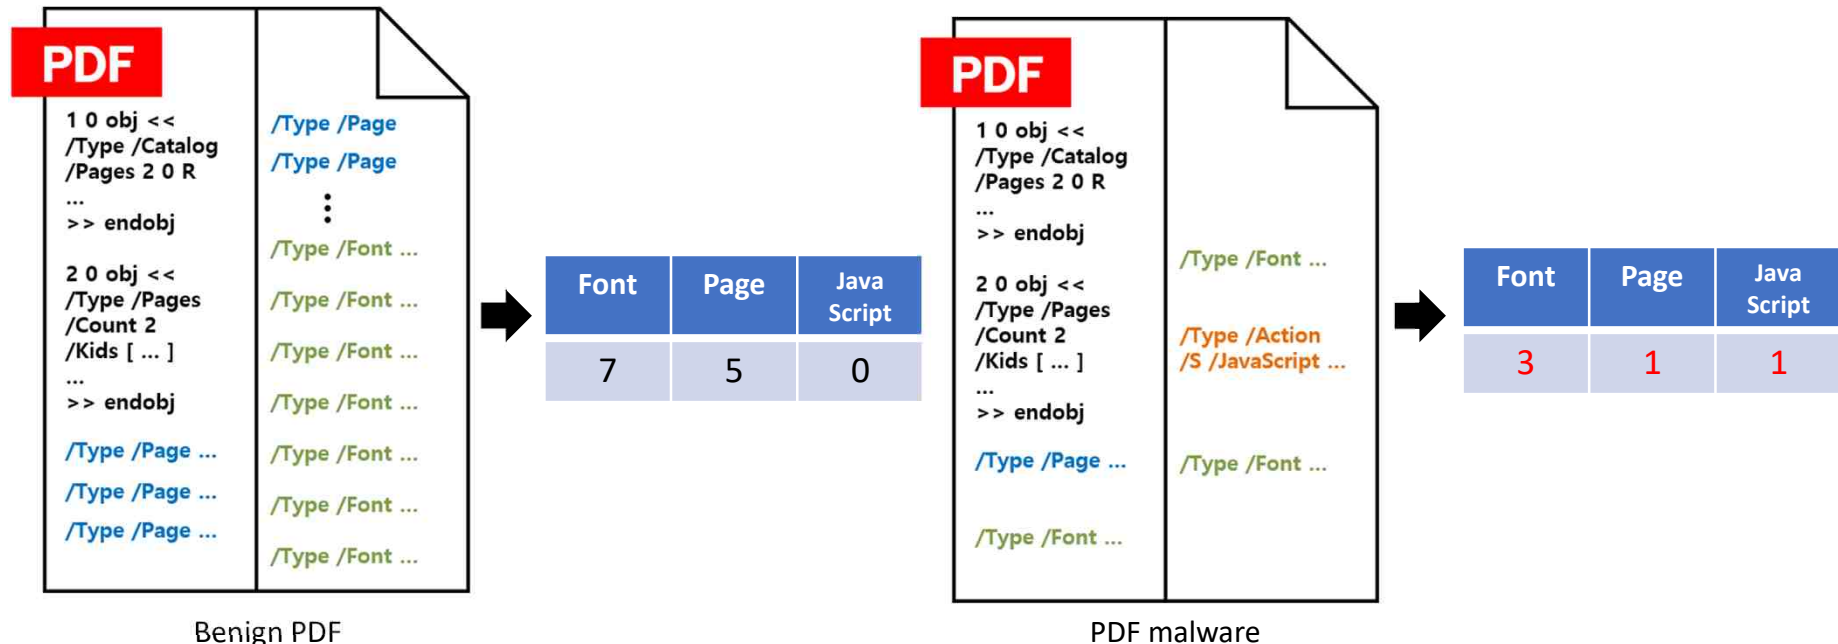 PDF
1 0 obj <<
/Type /Catalog
/Pages 2 0 R
...
>> endobj
2 0 obj <<
/Type /Pages
/Count 2
/Kids [ ... ]
...
>> endobj
/Type /Page ...
/Type /Page ...
/Type /Page ...
/Type /Page
/Type /Page
⋮
/Type /Font ...
/Type /Font ...
/Type /Font ...
/Type /Font ...
/Type /Font ...
/Type /Font ...
/Type /Font ...
Benign PDF
Font Page Java
Script
7 5 0
PDF
1 0 obj <<
/Type /Catalog
/Pages 2 0 R
...
>> endobj
2 0 obj <<
/Type /Pages
/Count 2
/Kids [ ... ]
...
>> endobj
/Type /Page ...
/Type /Font ...
/Type /Font ...
/Type /Action
/S /JavaScript ...
/Type /Font ...
PDF malware
Font Page Java
Script
3 1 1